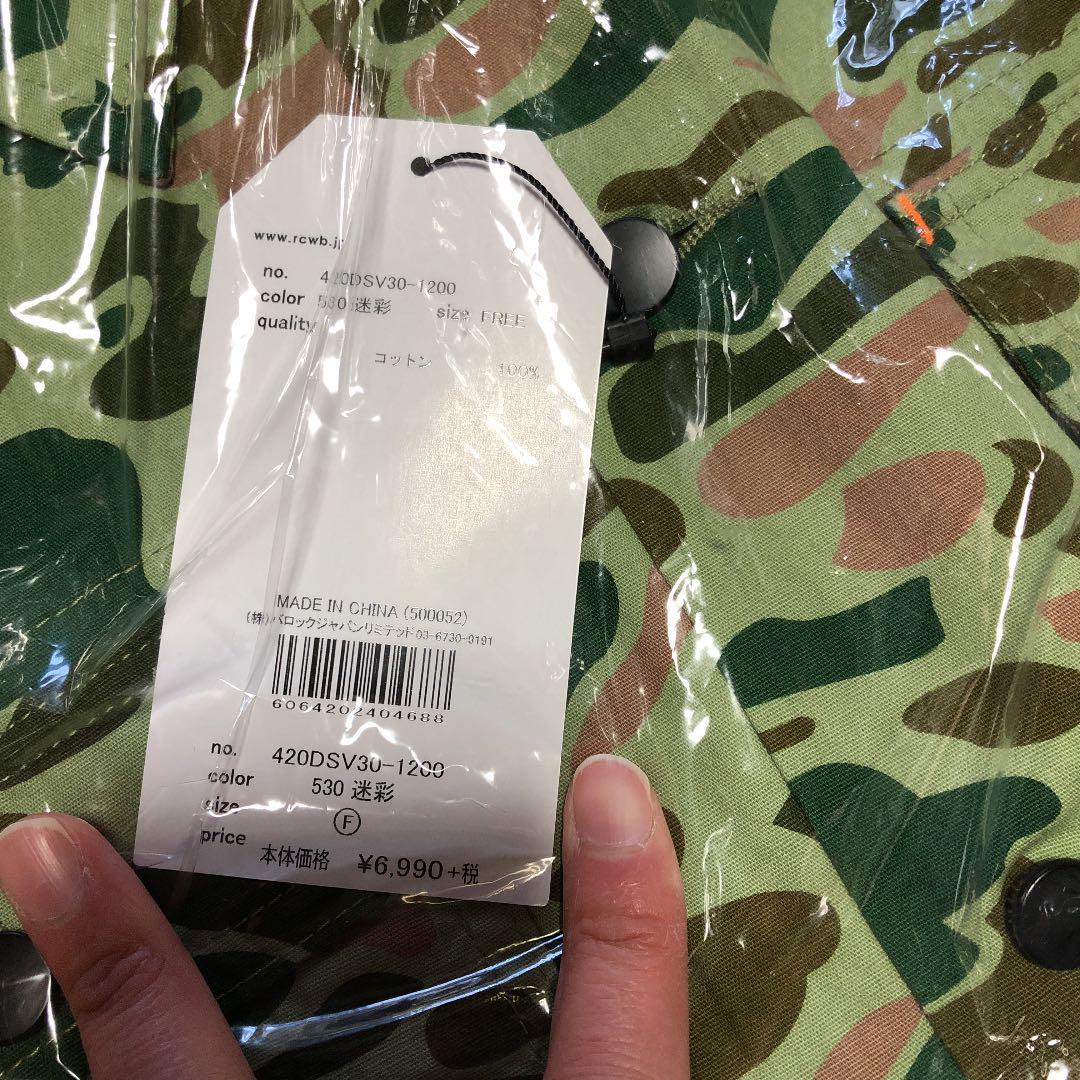 www.rcwb.jp
no. 420DSV30-1200
color 530 迷彩 size FREE
quality
コットン 100%
MADE IN CHINA (500052)
(株)バロックジャパンリミテッド 03-6730-0191
6064202404688
no. 420DSV30-1200
color 530 迷彩
size Ⓕ
price 本体価格 ¥6,990+税